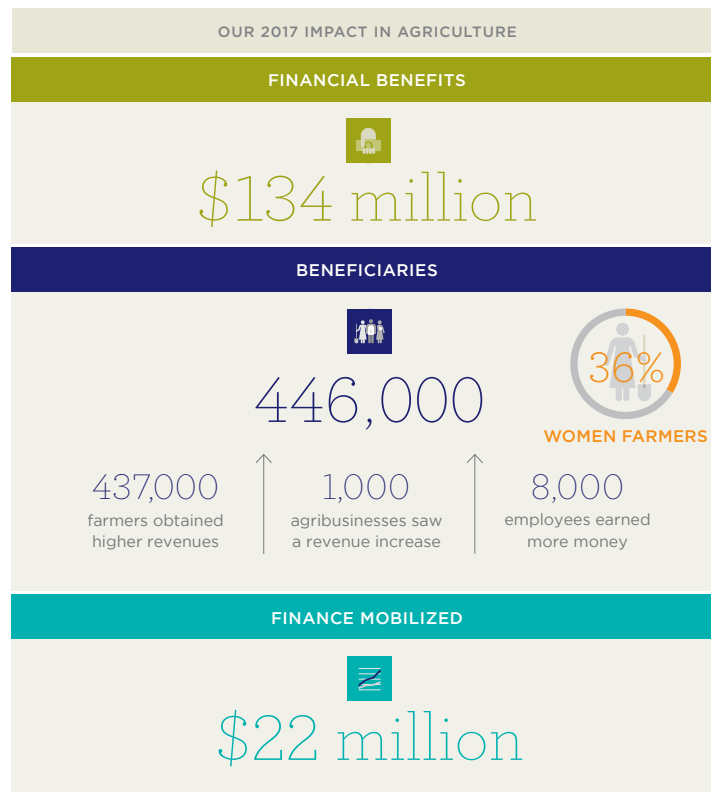 OUR 2017 IMPACT IN AGRICULTURE
FINANCIAL BENEFITS
$134 million
BENEFICIARIES
446,000
36%
WOMEN FARMERS
437,000
farmers obtained
higher revenues
1,000
agribusinesses saw
a revenue increase
8,000
employees earned
more money
FINANCE MOBILIZED
$22 million